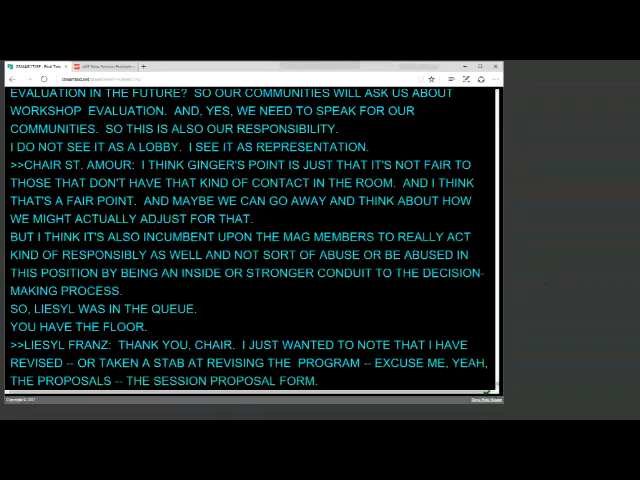 EVALUATION IN THE FUTURE? SO OUR COMMUNITIES WILL ASK US ABOUT
WORKSHOP EVALUATION. AND, YES, WE NEED TO SPEAK FOR OUR
COMMUNITIES. SO THIS IS ALSO OUR RESPONSIBILITY.
I DO NOT SEE IT AS A LOBBY. I SEE IT AS REPRESENTATION.
>>CHAIR ST. AMOUR: I THINK GINGER'S POINT IS JUST THAT IT'S NOT FAIR TO
THOSE THAT DON'T HAVE THAT KIND OF CONTACT IN THE ROOM. AND I THINK
THAT'S A FAIR POINT. AND MAYBE WE CAN GO AWAY AND THINK ABOUT HOW
WE MIGHT ACTUALLY ADJUST FOR THAT.
BUT I THINK IT'S ALSO INCUMBENT UPON THE MAG MEMBERS TO REALLY ACT
KIND OF RESPONSIBLY AS WELL AND NOT SORT OF ABUSE OR BE ABUSED IN
THIS POSITION BY BEING AN INSIDE OR STRONGER CONDUIT TO THE DECISION-
MAKING PROCESS.
SO, LIESYL WAS IN THE QUEUE.
YOU HAVE THE FLOOR.
>>LIESYL FRANZ: THANK YOU, CHAIR. I JUST WANTED TO NOTE THAT I HAVE
REVISED -- OR TAKEN A STAB AT REVISING THE PROGRAM -- EXCUSE ME, YEAH,
THE PROPOSALS -- THE SESSION PROPOSAL FORM.